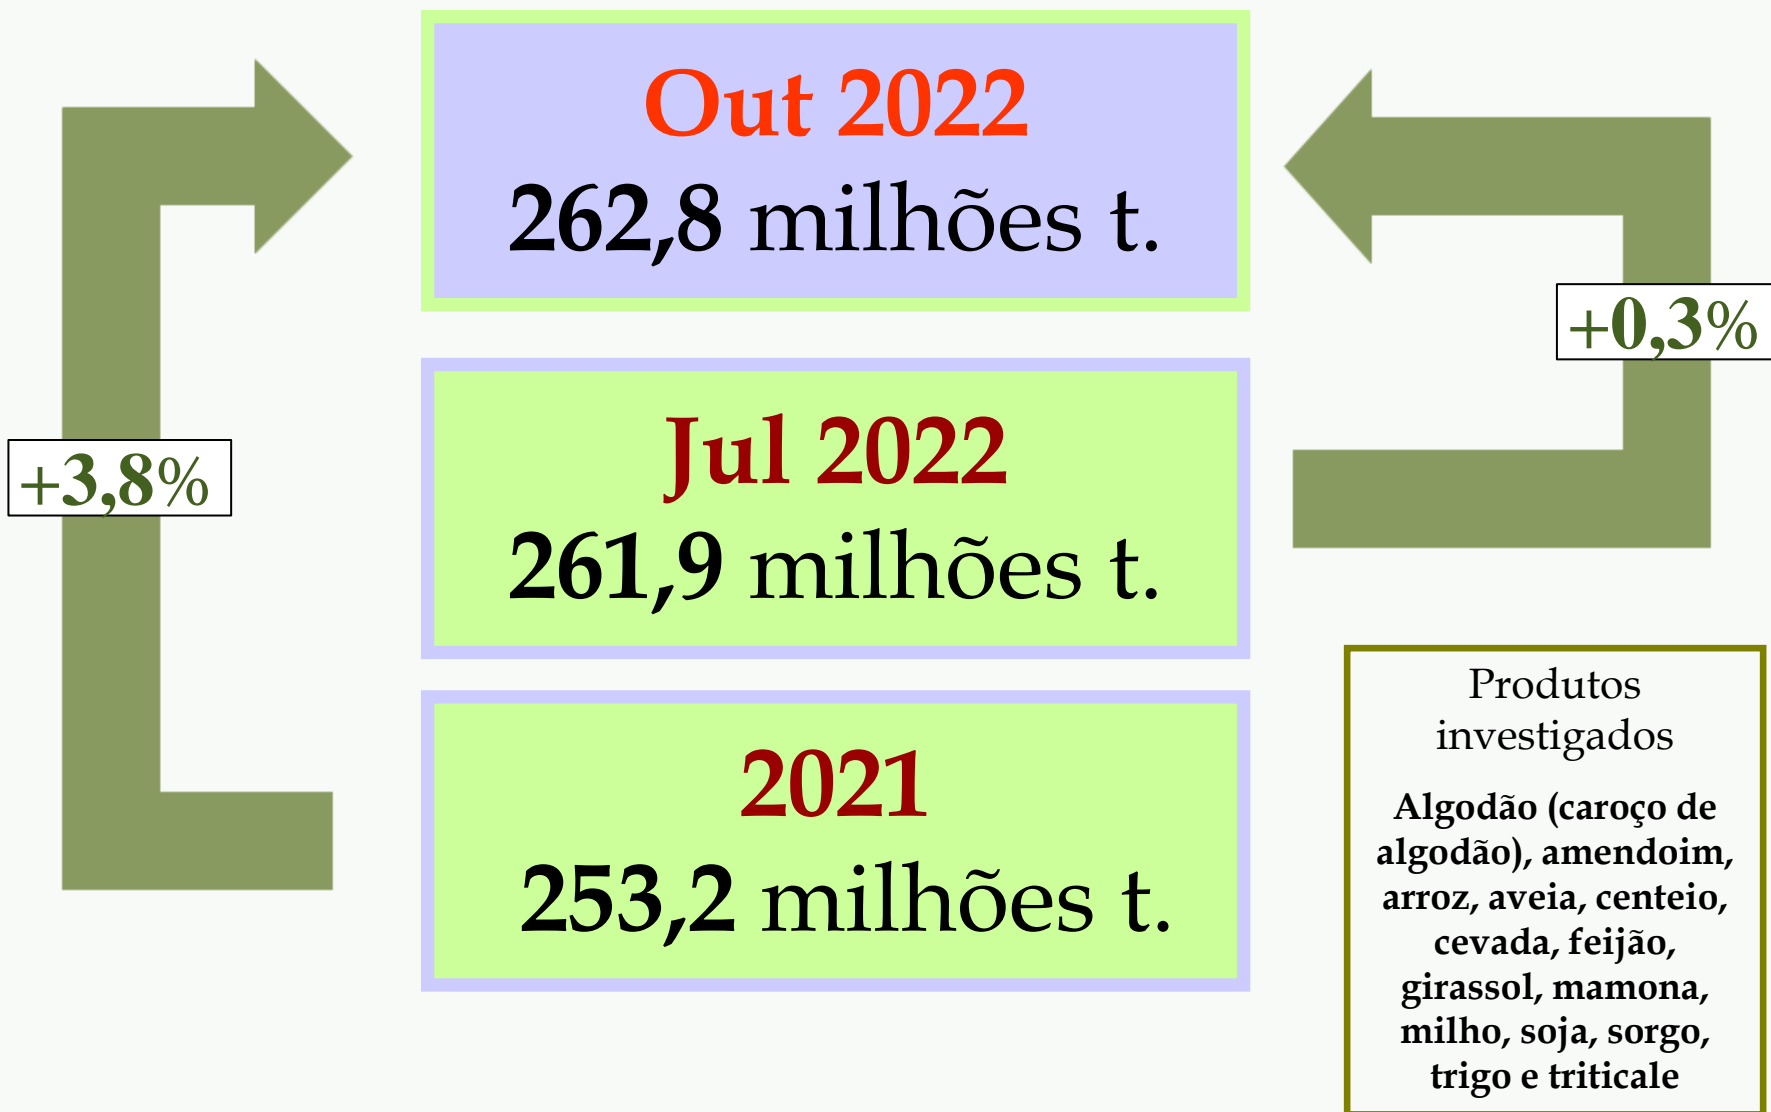 Out 2022
262,8 milhões t.
+0,3%
Jul 2022
261,9 milhões t.
+3,8%
2021
253,2 milhões t.
Produtos
investigados
Algodão (caroço de
algodão), amendoim,
arroz, aveia, centeio,
cevada, feijão,
girassol, mamona,
milho, soja, sorgo,
trigo e triticale